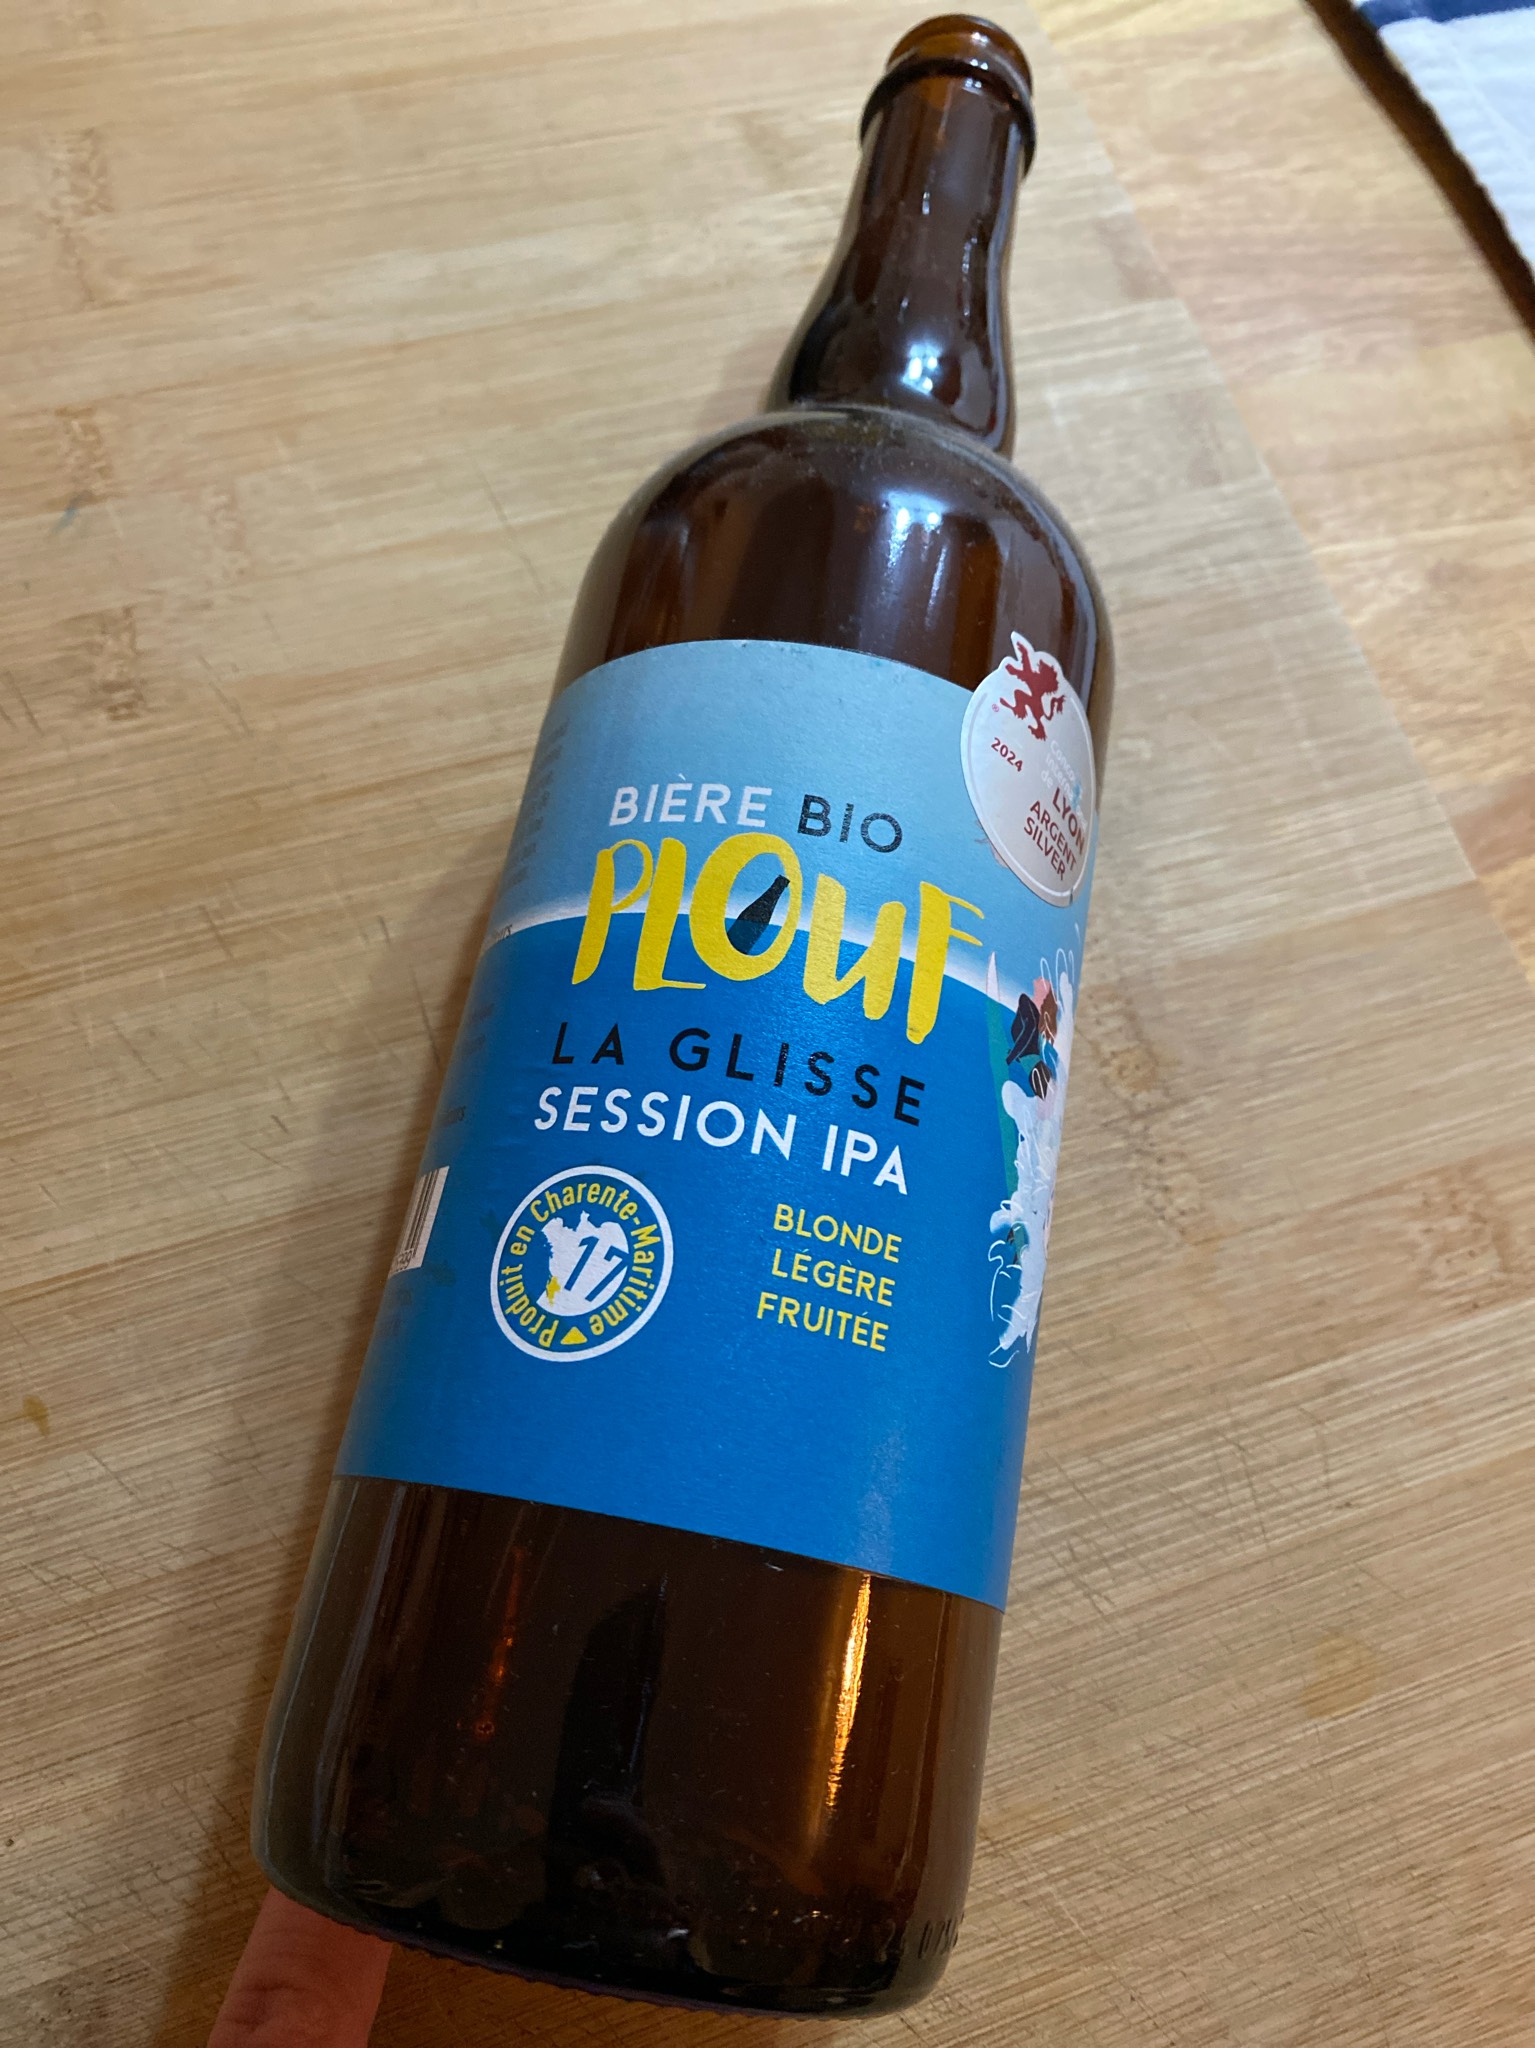 BIÈRE BIO
PLOUF
LA GLISSE
SESSION IPA
Produit en Charente-Maritime
17
BLONDE
LÉGÈRE
FRUITÉE
®
2024
LYON
ARGENT
SILVER